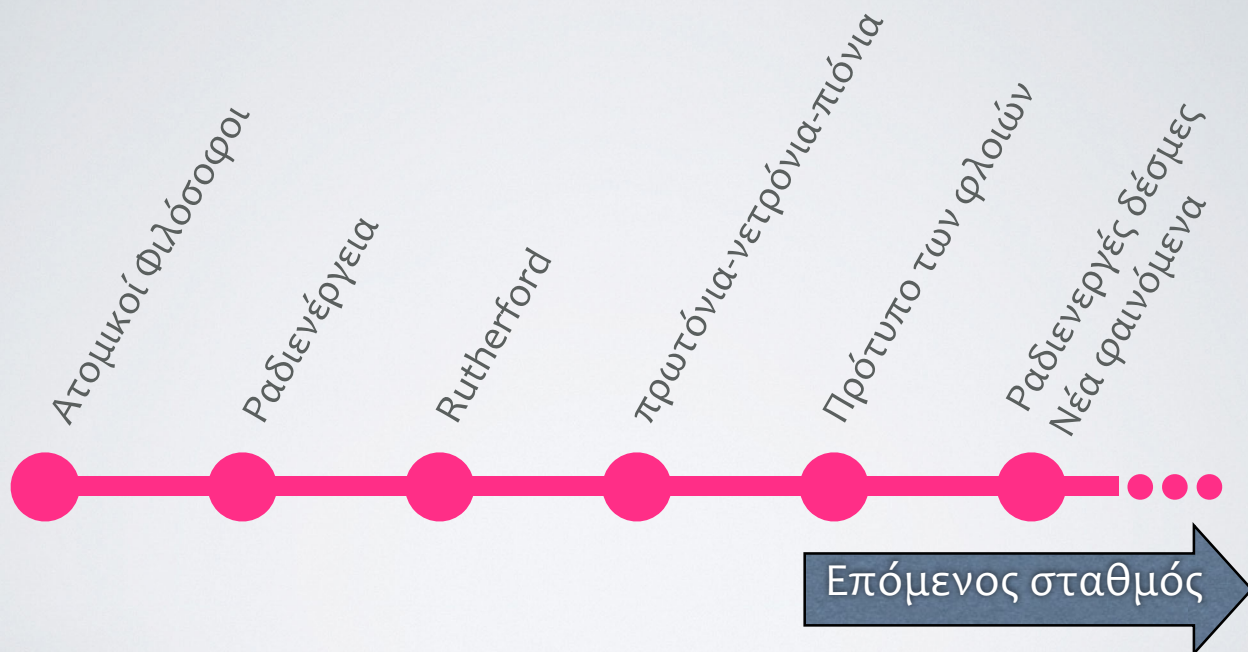 Ατομικοί Φιλόσοφοι
Ραδιενέργεια
Rutherford
πρωτόνια-νετρόνια-πιόνια
Πρότυπο των φλοιών
Ραδιενεργές δέσμες
Νέα φαινόμενα
Επόμενος σταθμός